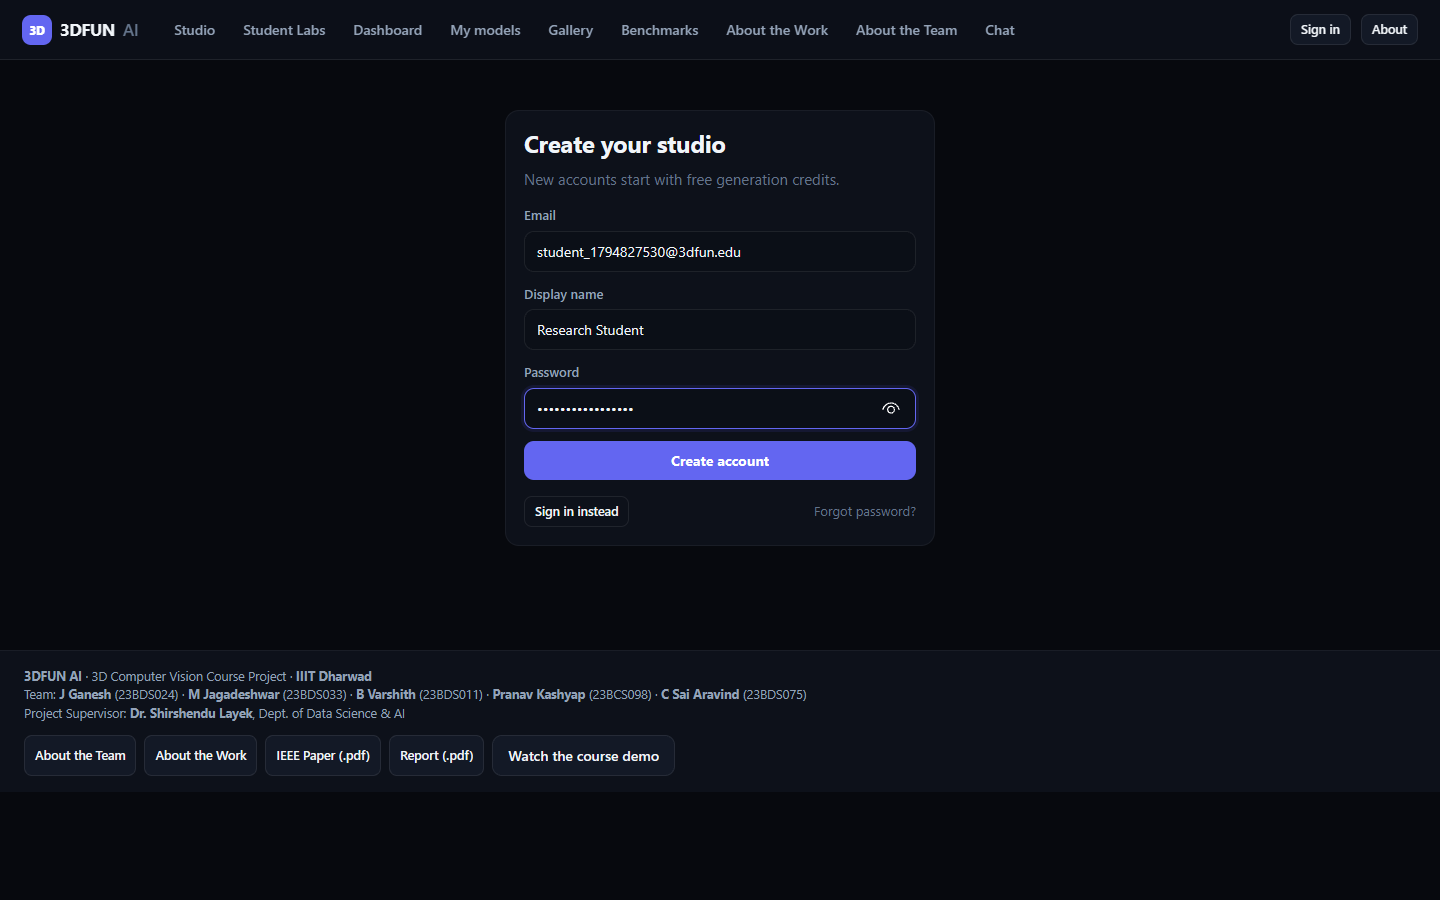 3D 3DFUN AI Studio Student Labs Dashboard My models Gallery Benchmarks About the Work About the Team Chat Sign in About
Create your studio
New accounts start with free generation credits.
Email
student_1794827530@3dfun.edu
Display name
Research Student
Password
•••••••••••••••••
Create account
Sign in instead Forgot password?
3DFUN AI · 3D Computer Vision Course Project · IIIT Dharwad
Team: J Ganesh (23BDS024) · M Jagadeshwar (23BDS033) · B Varshith (23BDS011) · Pranav Kashyap (23BCS098) · C Sai Aravind (23BDS075)
Project Supervisor: Dr. Shirshendu Layek, Dept. of Data Science & AI
About the Team About the Work IEEE Paper (.pdf) Report (.pdf) Watch the course demo